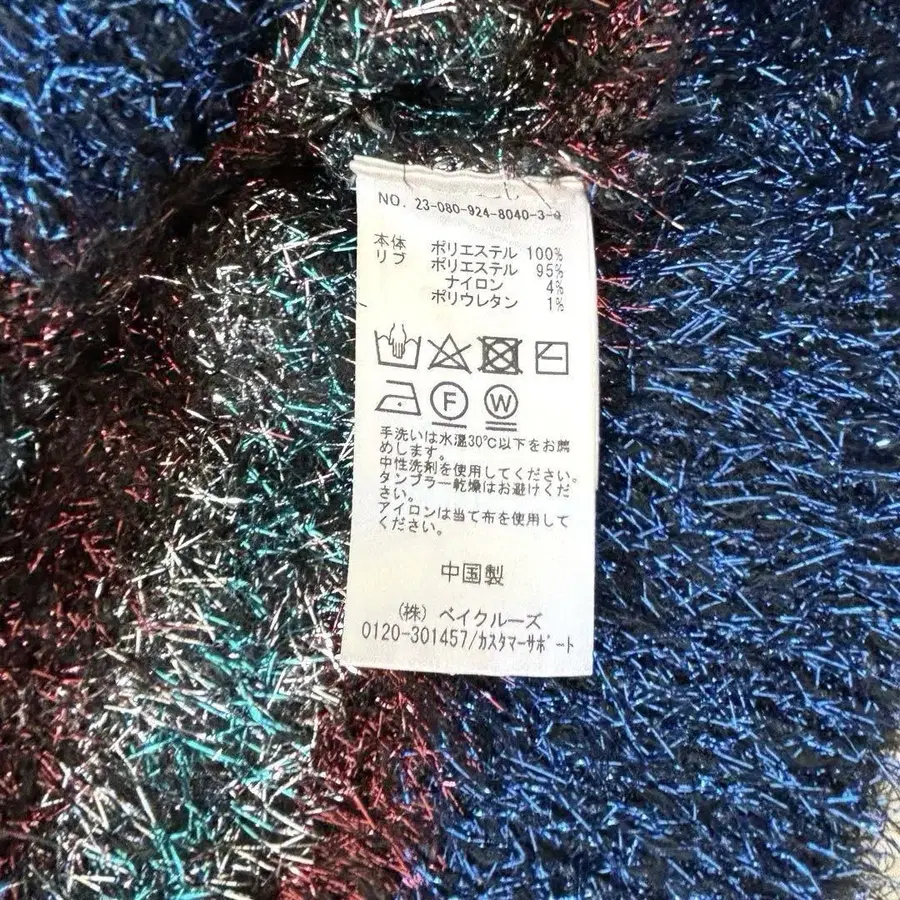 NO. 23-080-924-8040-3-0
本体 ポリエステル 100%
リブ ポリエステル 95%
ナイロン 4%
ポリウレタン 1%
F W
手洗いは水温30℃以下をお薦
めします。
中性洗剤を使用してください。
タンブラー乾燥はお避けくだ
さい。
アイロンは当て布を使用して
ください。
中国製
(株) ベイクルーズ
0120-301457/カスタマーサポート